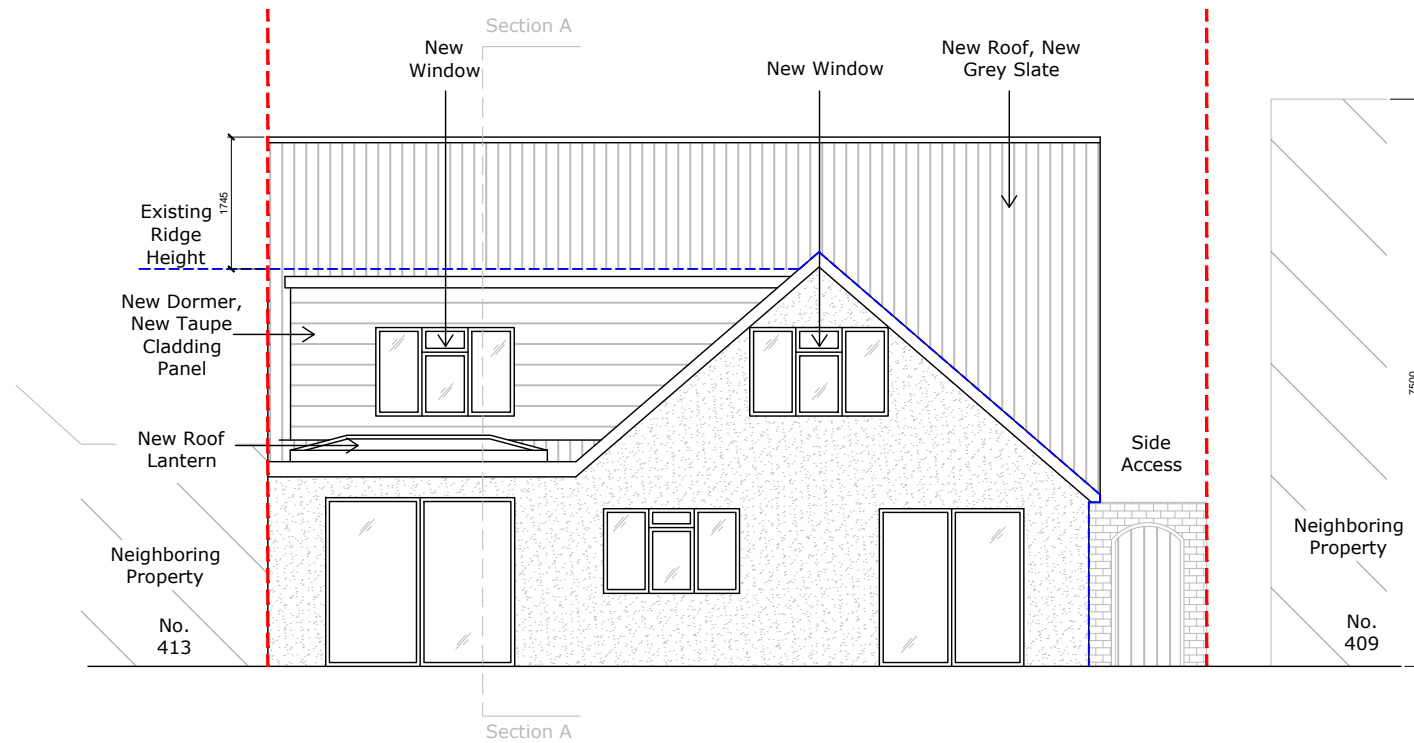 Section A
New
Window
New Window
New Roof, New
Grey Slate
1745
Existing
Ridge
Height
New Dormer,
New Taupe
Cladding
Panel
7500
New Roof
Lantern
Side
Access
Neighboring
Property
Neighboring
Property
No.
413
No.
409
Section A